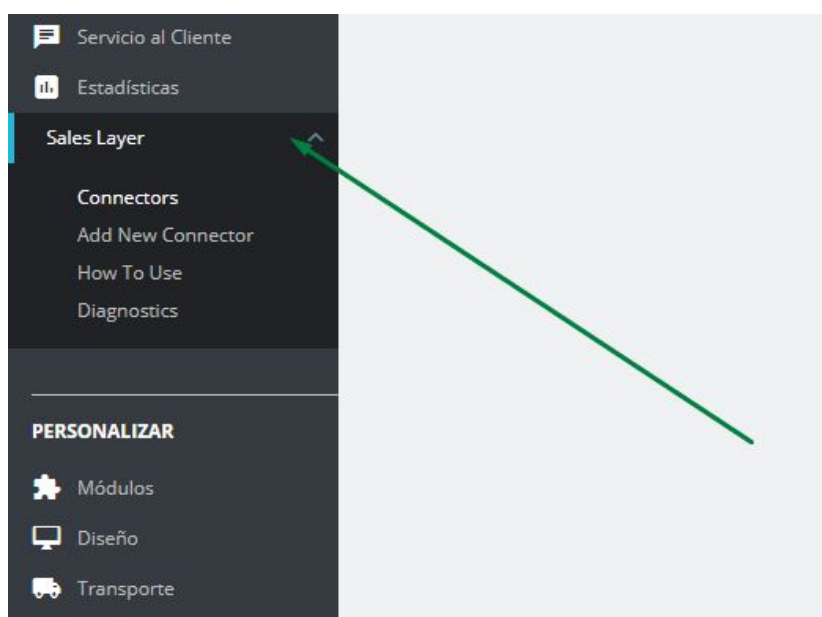 Servicio al Cliente
Estadísticas
Sales Layer
Connectors
Add New Connector
How To Use
Diagnostics
PERSONALIZAR
Módulos
Diseño
Transporte